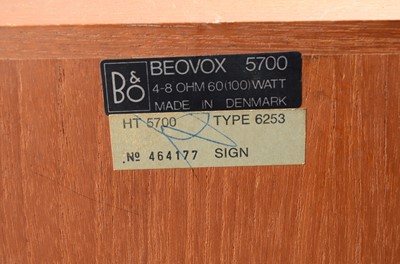 B&O BEOVOX 5700
4-8 OHM 60(100) WATT
MADE IN DENMARK
HT 5700 TYPE 6253
.№ 464177 SIGN